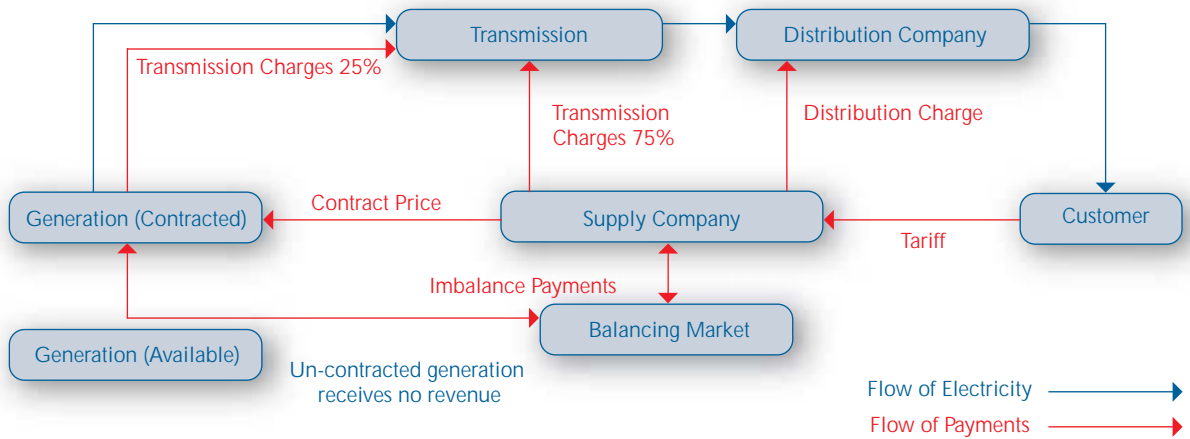 Transmission
Distribution Company
Transmission Charges 25%
Transmission
Charges 75%
Distribution Charge
Generation (Contracted)
Contract Price
Supply Company
Customer
Tariff
Imbalance Payments
Balancing Market
Generation (Available)
Un-contracted generation
receives no revenue
Flow of Electricity
Flow of Payments